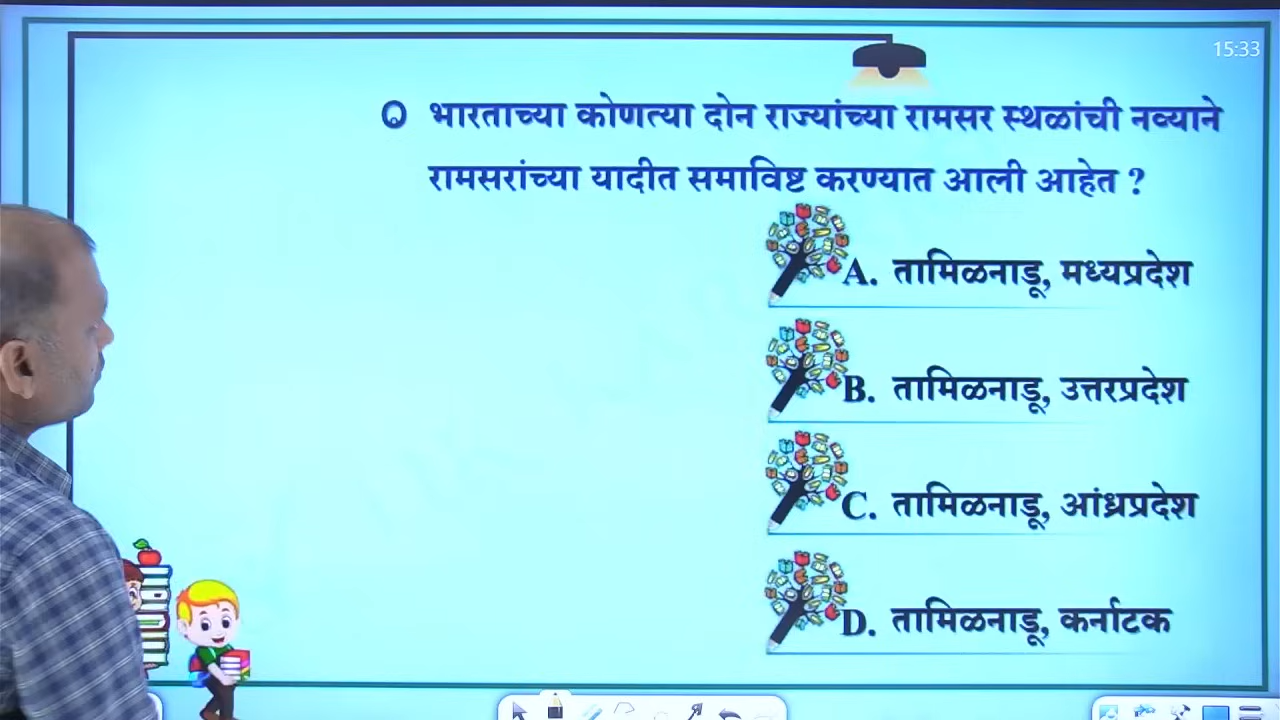 15:33
Q भारताच्या कोणत्या दोन राज्यांच्या रामसर स्थळांची नव्याने
रामसरांच्या यादीत समाविष्ट करण्यात आली आहेत ?
A. तामिळनाडू, मध्यप्रदेश
B. तामिळनाडू, उत्तरप्रदेश
C. तामिळनाडू, आंध्रप्रदेश
D. तामिळनाडू, कर्नाटक